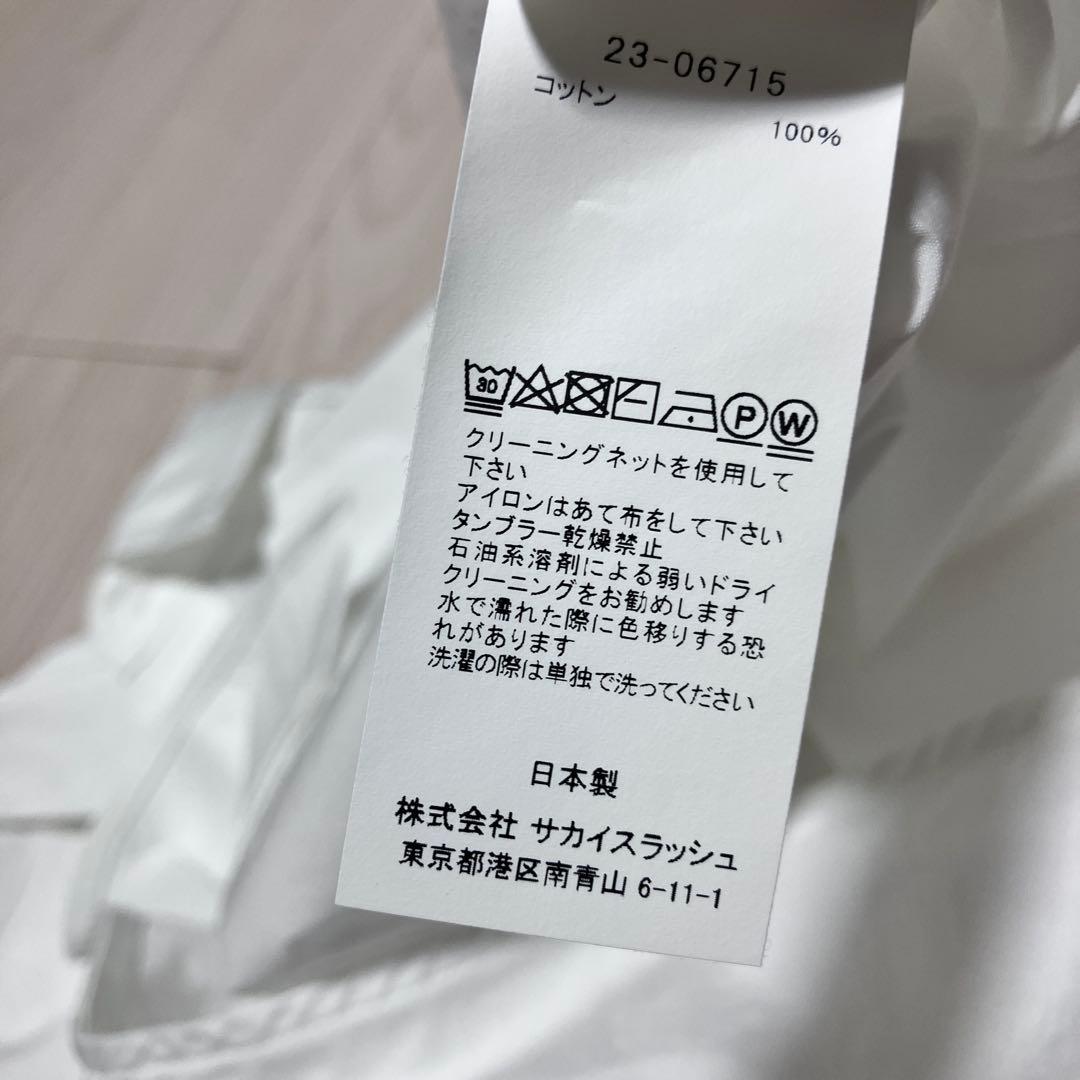 23-06715
コットン
100%
30 P W
クリーニングネットを使用して
下さい
アイロンはあて布をして下さい
タンブラー乾燥禁止
石油系溶剤による弱いドライ
クリーニングをお勧めします
水で濡れた際に色移りする恐
れがあります
洗濯の際は単独で洗ってください
日本製
株式会社 サカイスラッシュ
東京都港区南青山 6-11-1